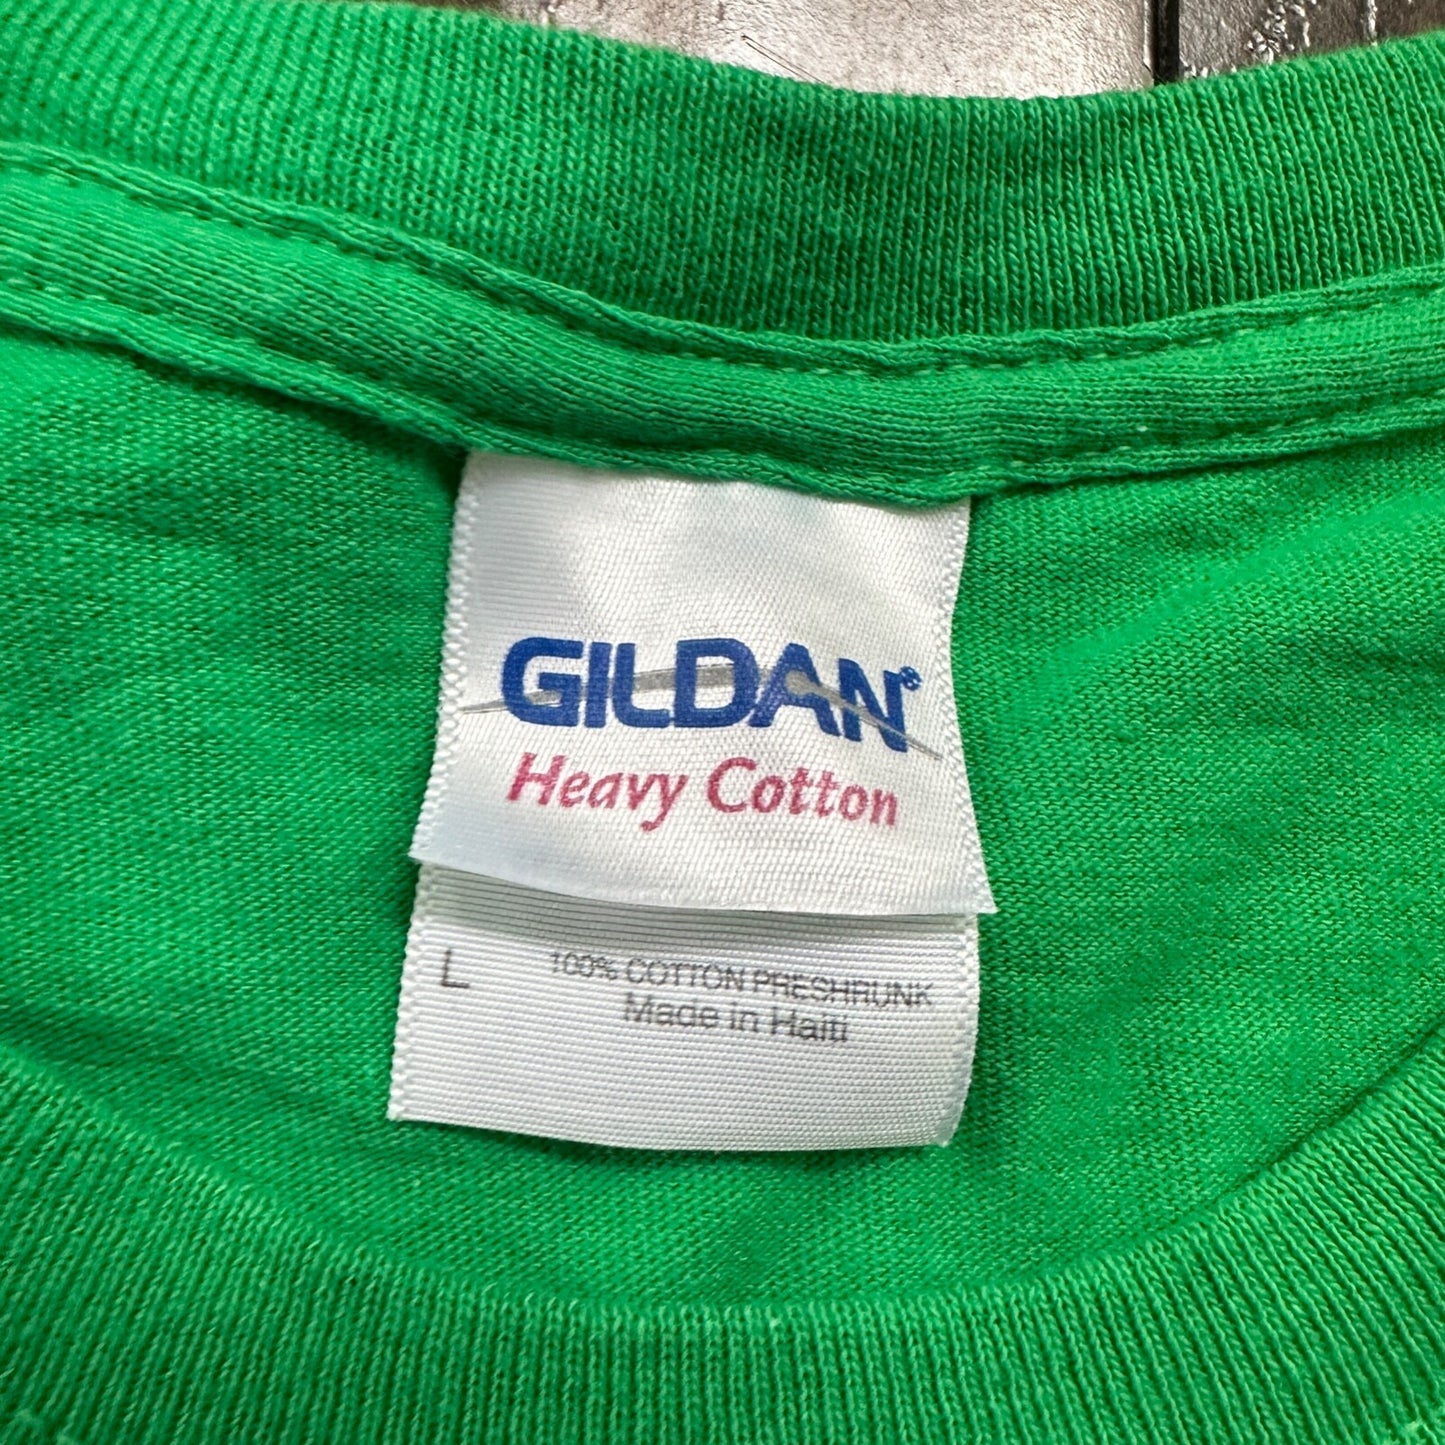 GILDAN®
Heavy Cotton
L 100% COTTON PRESHRUNK
Made in Haiti